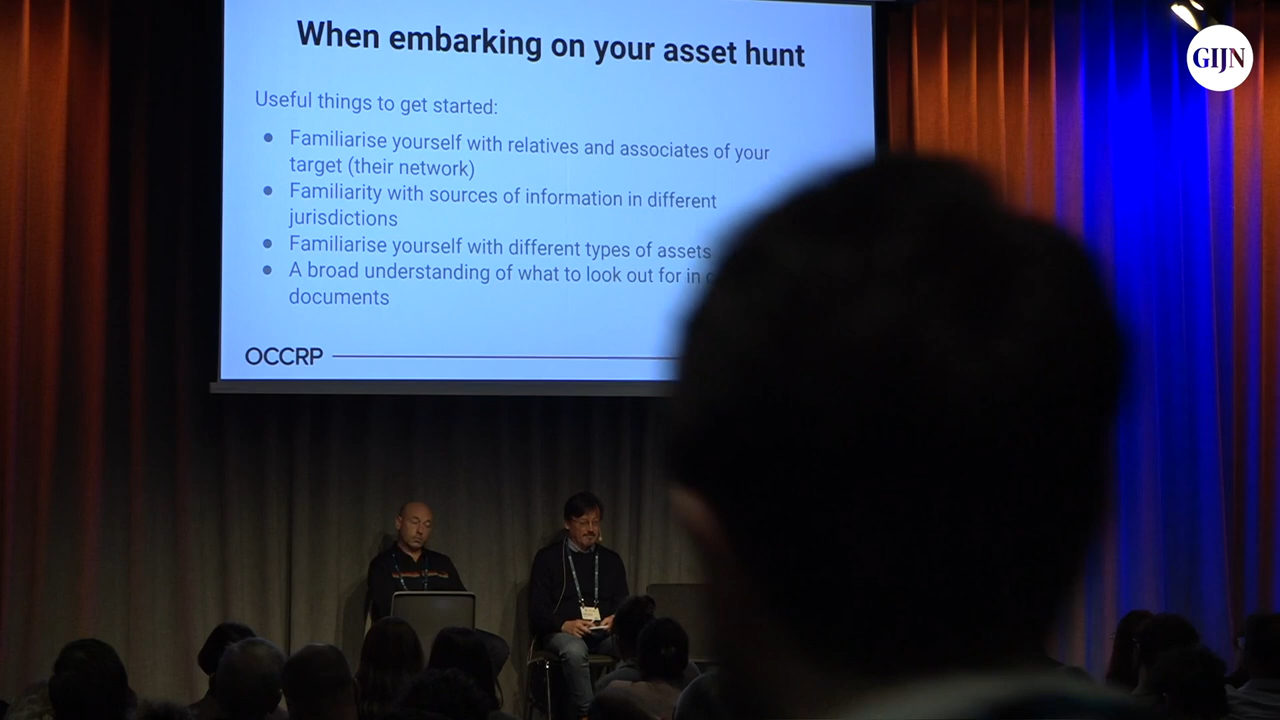 When embarking on your asset hunt
GIJN
Useful things to get started:
● Familiarise yourself with relatives and associates of your
target (their network)
● Familiarity with sources of information in different
jurisdictions
● Familiarise yourself with different types of assets
● A broad understanding of what to look out for in
documents
OCCRP